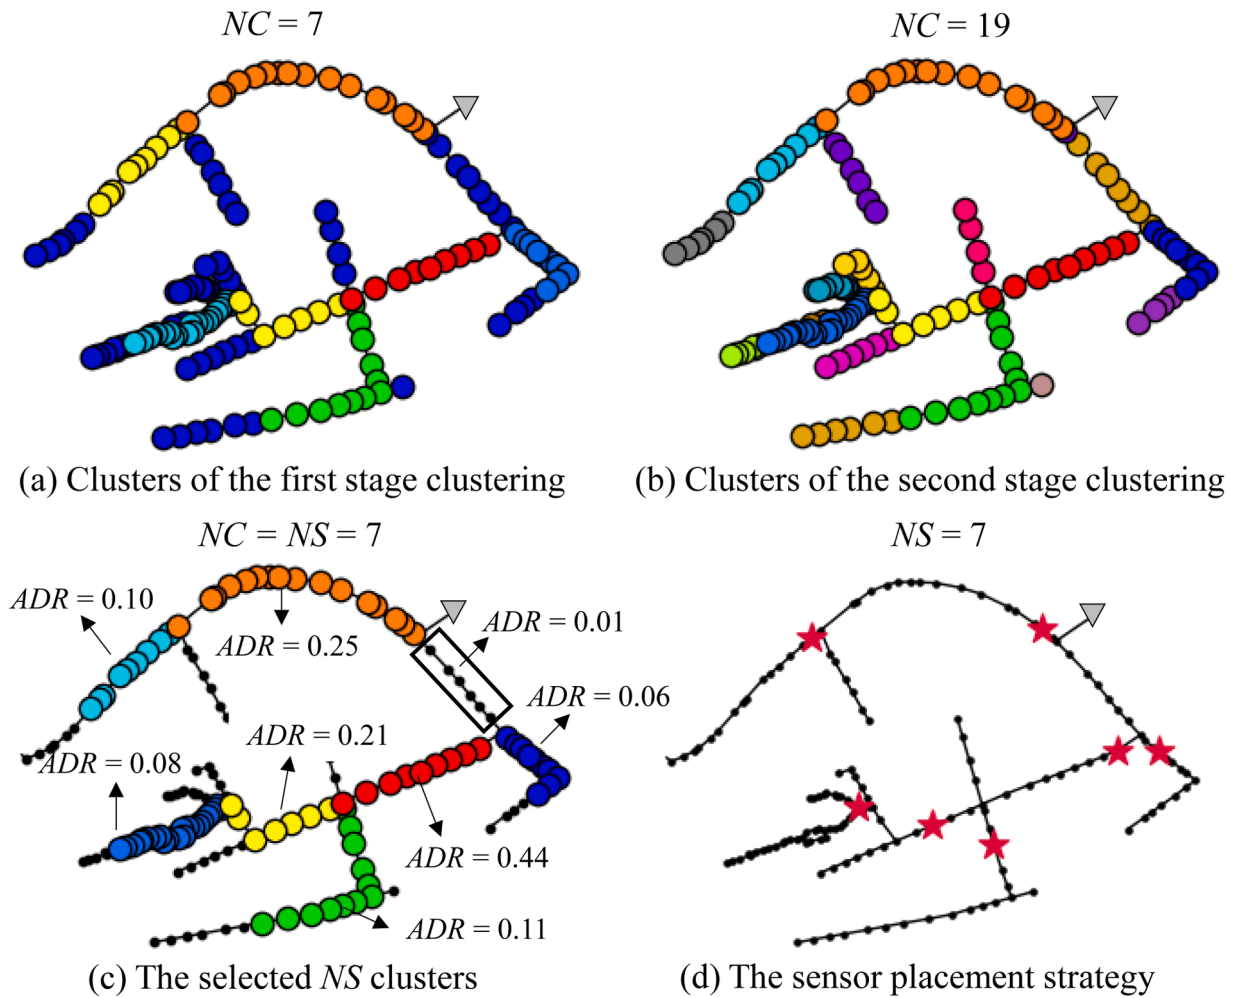 NC = 7
NC = 19
(a) Clusters of the first stage clustering
(b) Clusters of the second stage clustering
NC = NS = 7
NS = 7
ADR = 0.10
ADR = 0.25
ADR = 0.01
ADR = 0.06
ADR = 0.21
ADR = 0.08
ADR = 0.44
ADR = 0.11
(c) The selected NS clusters
(d) The sensor placement strategy